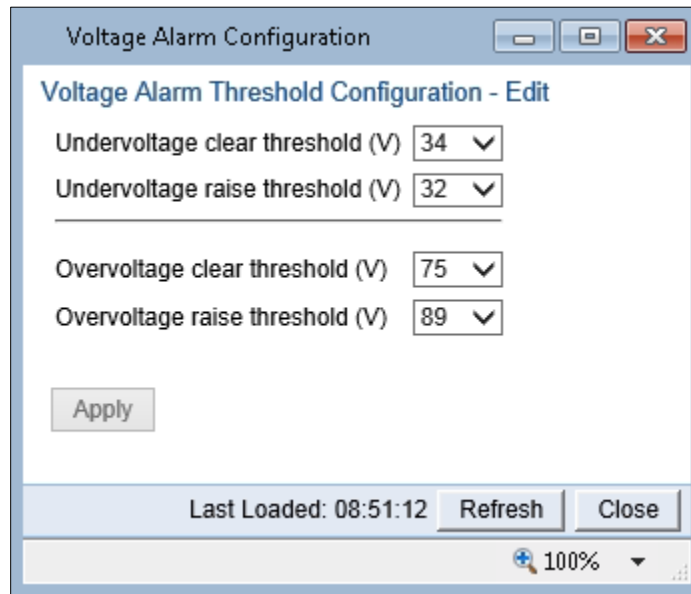 Voltage Alarm Configuration
Voltage Alarm Threshold Configuration - Edit
Undervoltage clear threshold (V) 34
Undervoltage raise threshold (V) 32
Overvoltage clear threshold (V) 75
Overvoltage raise threshold (V) 89
Apply
Last Loaded: 08:51:12 Refresh Close
100%